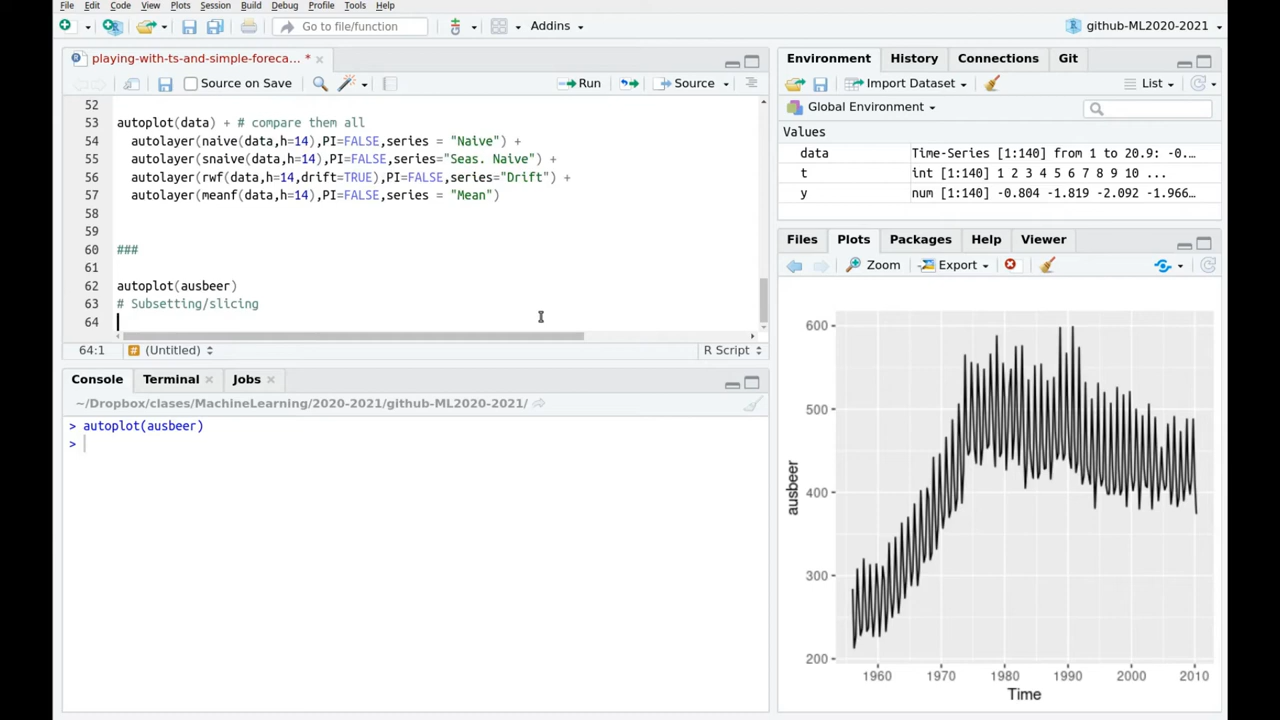 File Edit Code View Plots Session Build Debug Profile Tools Help
Go to file/function Addins github-ML2020-2021
playing-with-ts-and-simple-foreca... *
Source on Save Run Source
52
53 autoplot(data) + # compare them all
54 autolayer(naive(data,h=14),PI=FALSE,series = "Naive") +
55 autolayer(snaive(data,h=14),PI=FALSE,series="Seas. Naive") +
56 autolayer(rwf(data,h=14,drift=TRUE),PI=FALSE,series="Drift") +
57 autolayer(meanf(data,h=14),PI=FALSE,series = "Mean")
58
59
60 ###
61
62 autoplot(ausbeer)
63 # Subsetting/slicing
64
64:1 (Untitled) R Script
Console Terminal Jobs
~/Dropbox/clases/MachineLearning/2020-2021/github-ML2020-2021/
> autoplot(ausbeer)
>
Environment History Connections Git
Import Dataset List
Global Environment
Values
data Time-Series [1:140] from 1 to 20.9: -0.…
t int [1:140] 1 2 3 4 5 6 7 8 9 10 ...
y num [1:140] -0.804 -1.819 -2.092 -1.966…
Files Plots Packages Help Viewer
Zoom Export
600
500
400
300
200
ausbeer
1960 1970 1980 1990 2000 2010
Time